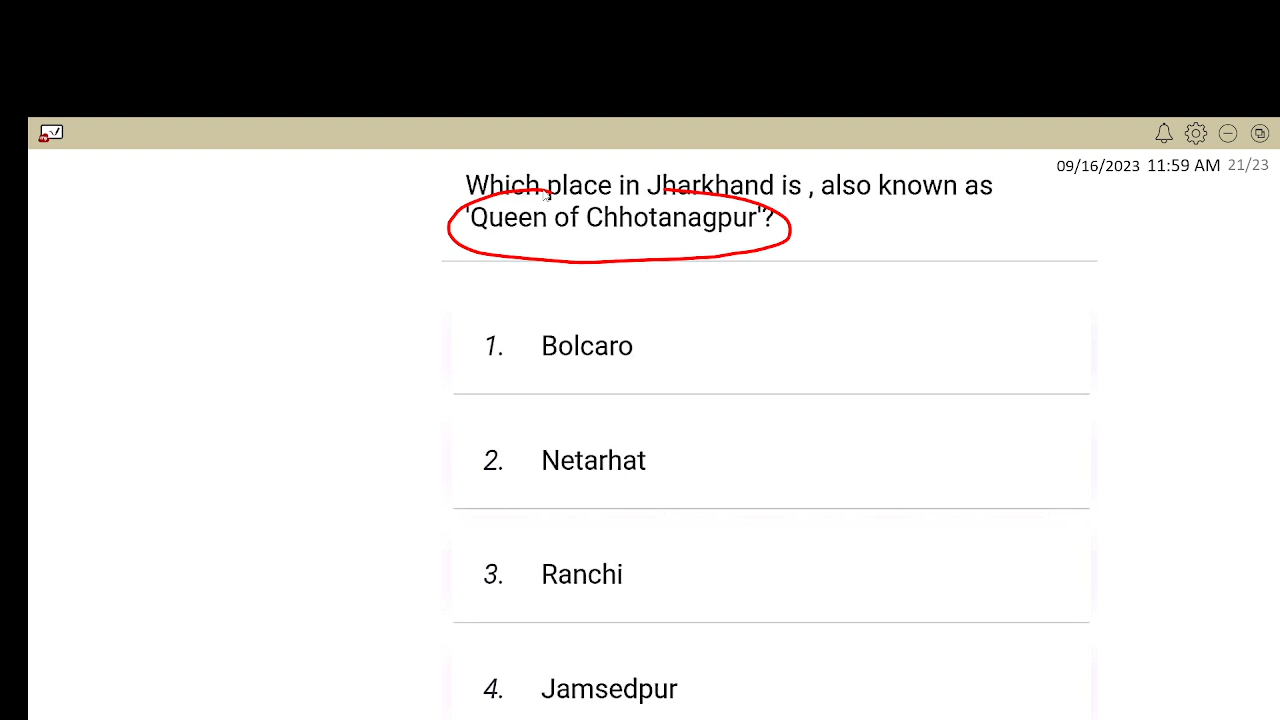 09/16/2023 11:59 AM 21/23
Which place in Jharkhand is , also known as
'Queen of Chhotanagpur'?
1. Bolcaro
2. Netarhat
3. Ranchi
4. Jamsedpur